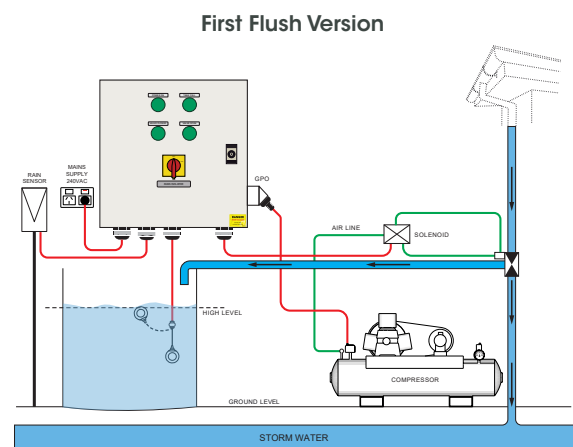 First Flush Version
RAIN
SENSOR
MAINS
SUPPLY
240VAC
GPO
AIR LINE
SOLENOID
HIGH LEVEL
COMPRESSOR
GROUND LEVEL
STORM WATER